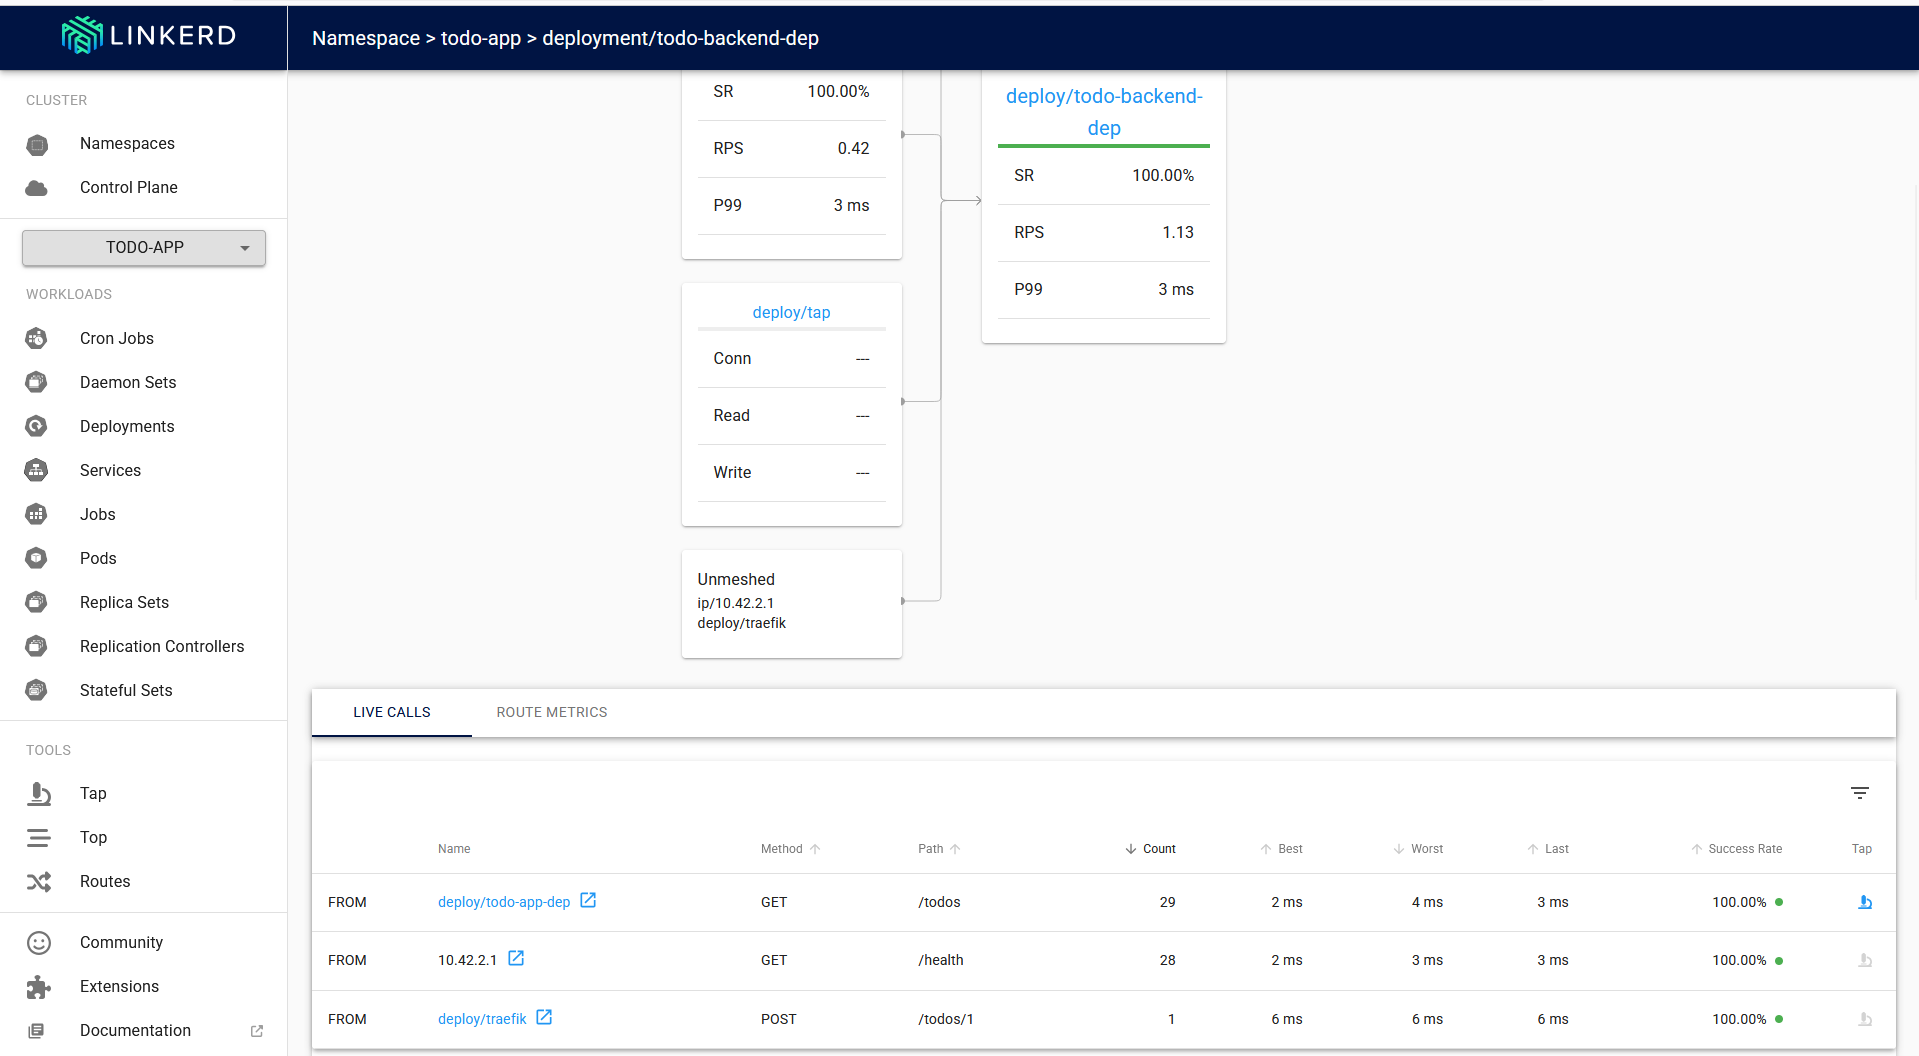 LINKERD
Namespace > todo-app > deployment/todo-backend-dep
CLUSTER
Namespaces
Control Plane
TODO-APP
WORKLOADS
Cron Jobs
Daemon Sets
Deployments
Services
Jobs
Pods
Replica Sets
Replication Controllers
Stateful Sets
TOOLS
Tap
Top
Routes
Community
Extensions
Documentation
SR 100.00%
RPS 0.42
P99 3 ms
deploy/tap
Conn ---
Read ---
Write ---
Unmeshed
ip/10.42.2.1
deploy/traefik
deploy/todo-backend-
dep
SR 100.00%
RPS 1.13
P99 3 ms
LIVE CALLS ROUTE METRICS
Name Method Path Count Best Worst Last Success Rate Tap
FROM deploy/todo-app-dep GET /todos 29 2 ms 4 ms 3 ms 100.00%
FROM 10.42.2.1 GET /health 28 2 ms 3 ms 3 ms 100.00%
FROM deploy/traefik POST /todos/1 1 6 ms 6 ms 6 ms 100.00%